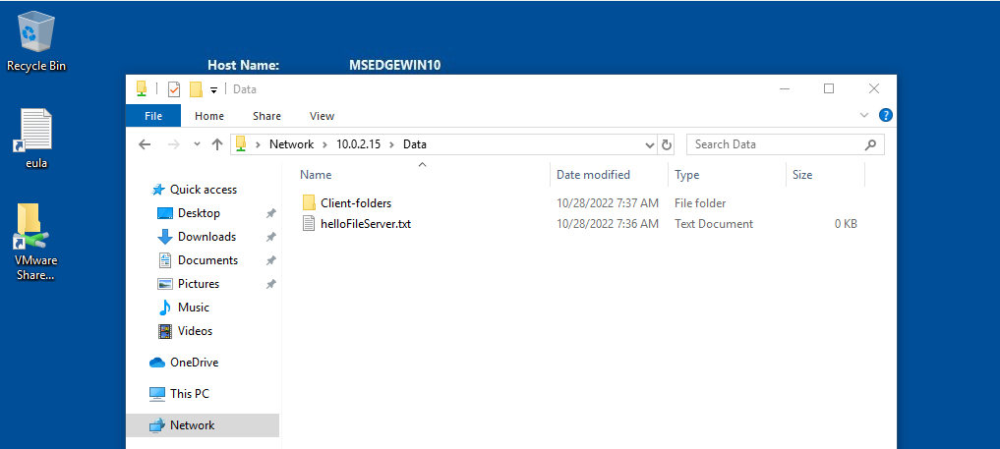 Recycle Bin
Host Name: MSEDGEWIN10
Data
File Home Share View
?
Network > 10.0.2.15 > Data
Search Data
Name Date modified Type Size
Client-folders 10/28/2022 7:37 AM File folder
helloFileServer.txt 10/28/2022 7:36 AM Text Document 0 KB
Quick access
Desktop
Downloads
Documents
Pictures
Music
Videos
OneDrive
This PC
Network
eula
VMware
Share...